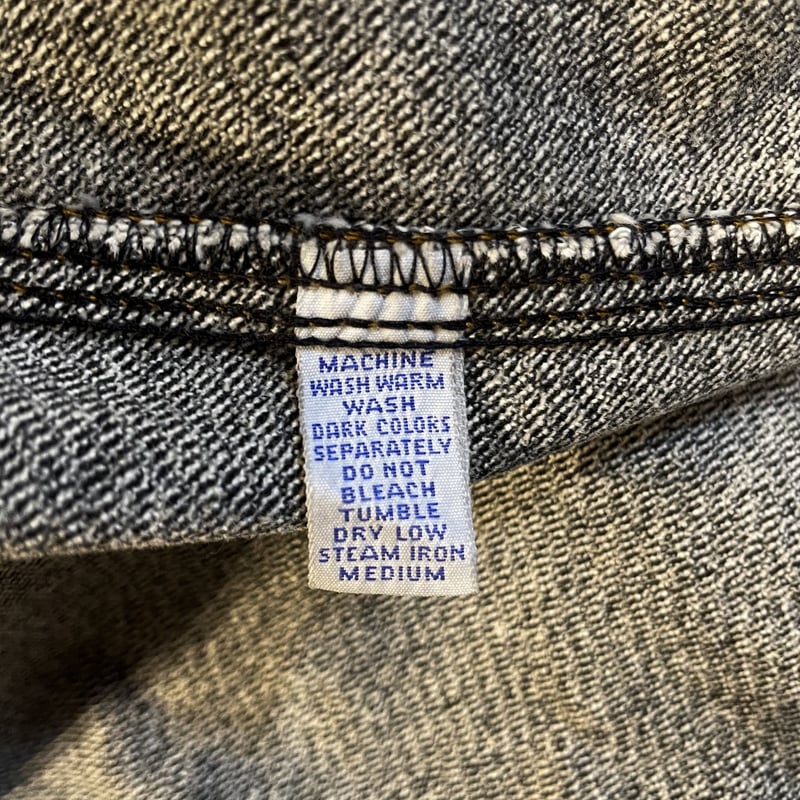 MACHINE
WASH WARM
WASH
DARK COLORS
SEPARATELY
DO NOT
BLEACH
TUMBLE
DRY LOW
STEAM IRON
MEDIUM